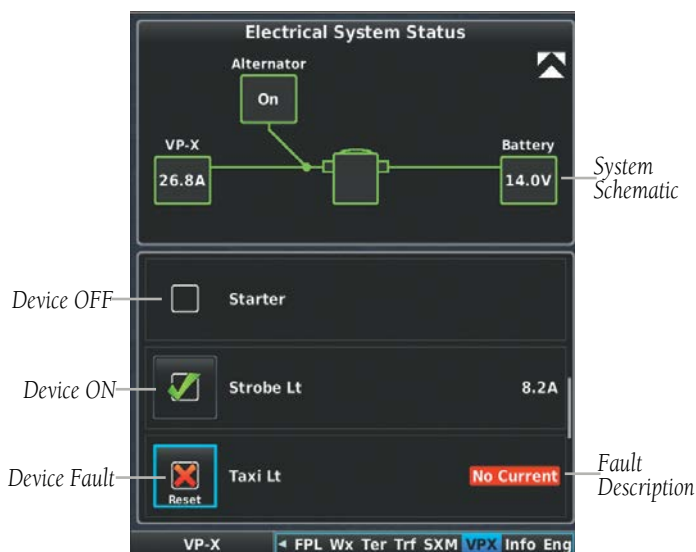 Electrical System Status
Alternator
On
VP-X
26.8A
Battery
14.0V
System
Schematic
Device OFF
Starter
Device ON
Strobe Lt
8.2A
Device Fault
Reset
Taxi Lt
No Current
Fault
Description
VP-X
FPL Wx Ter Trf SXM VPX Info Eng